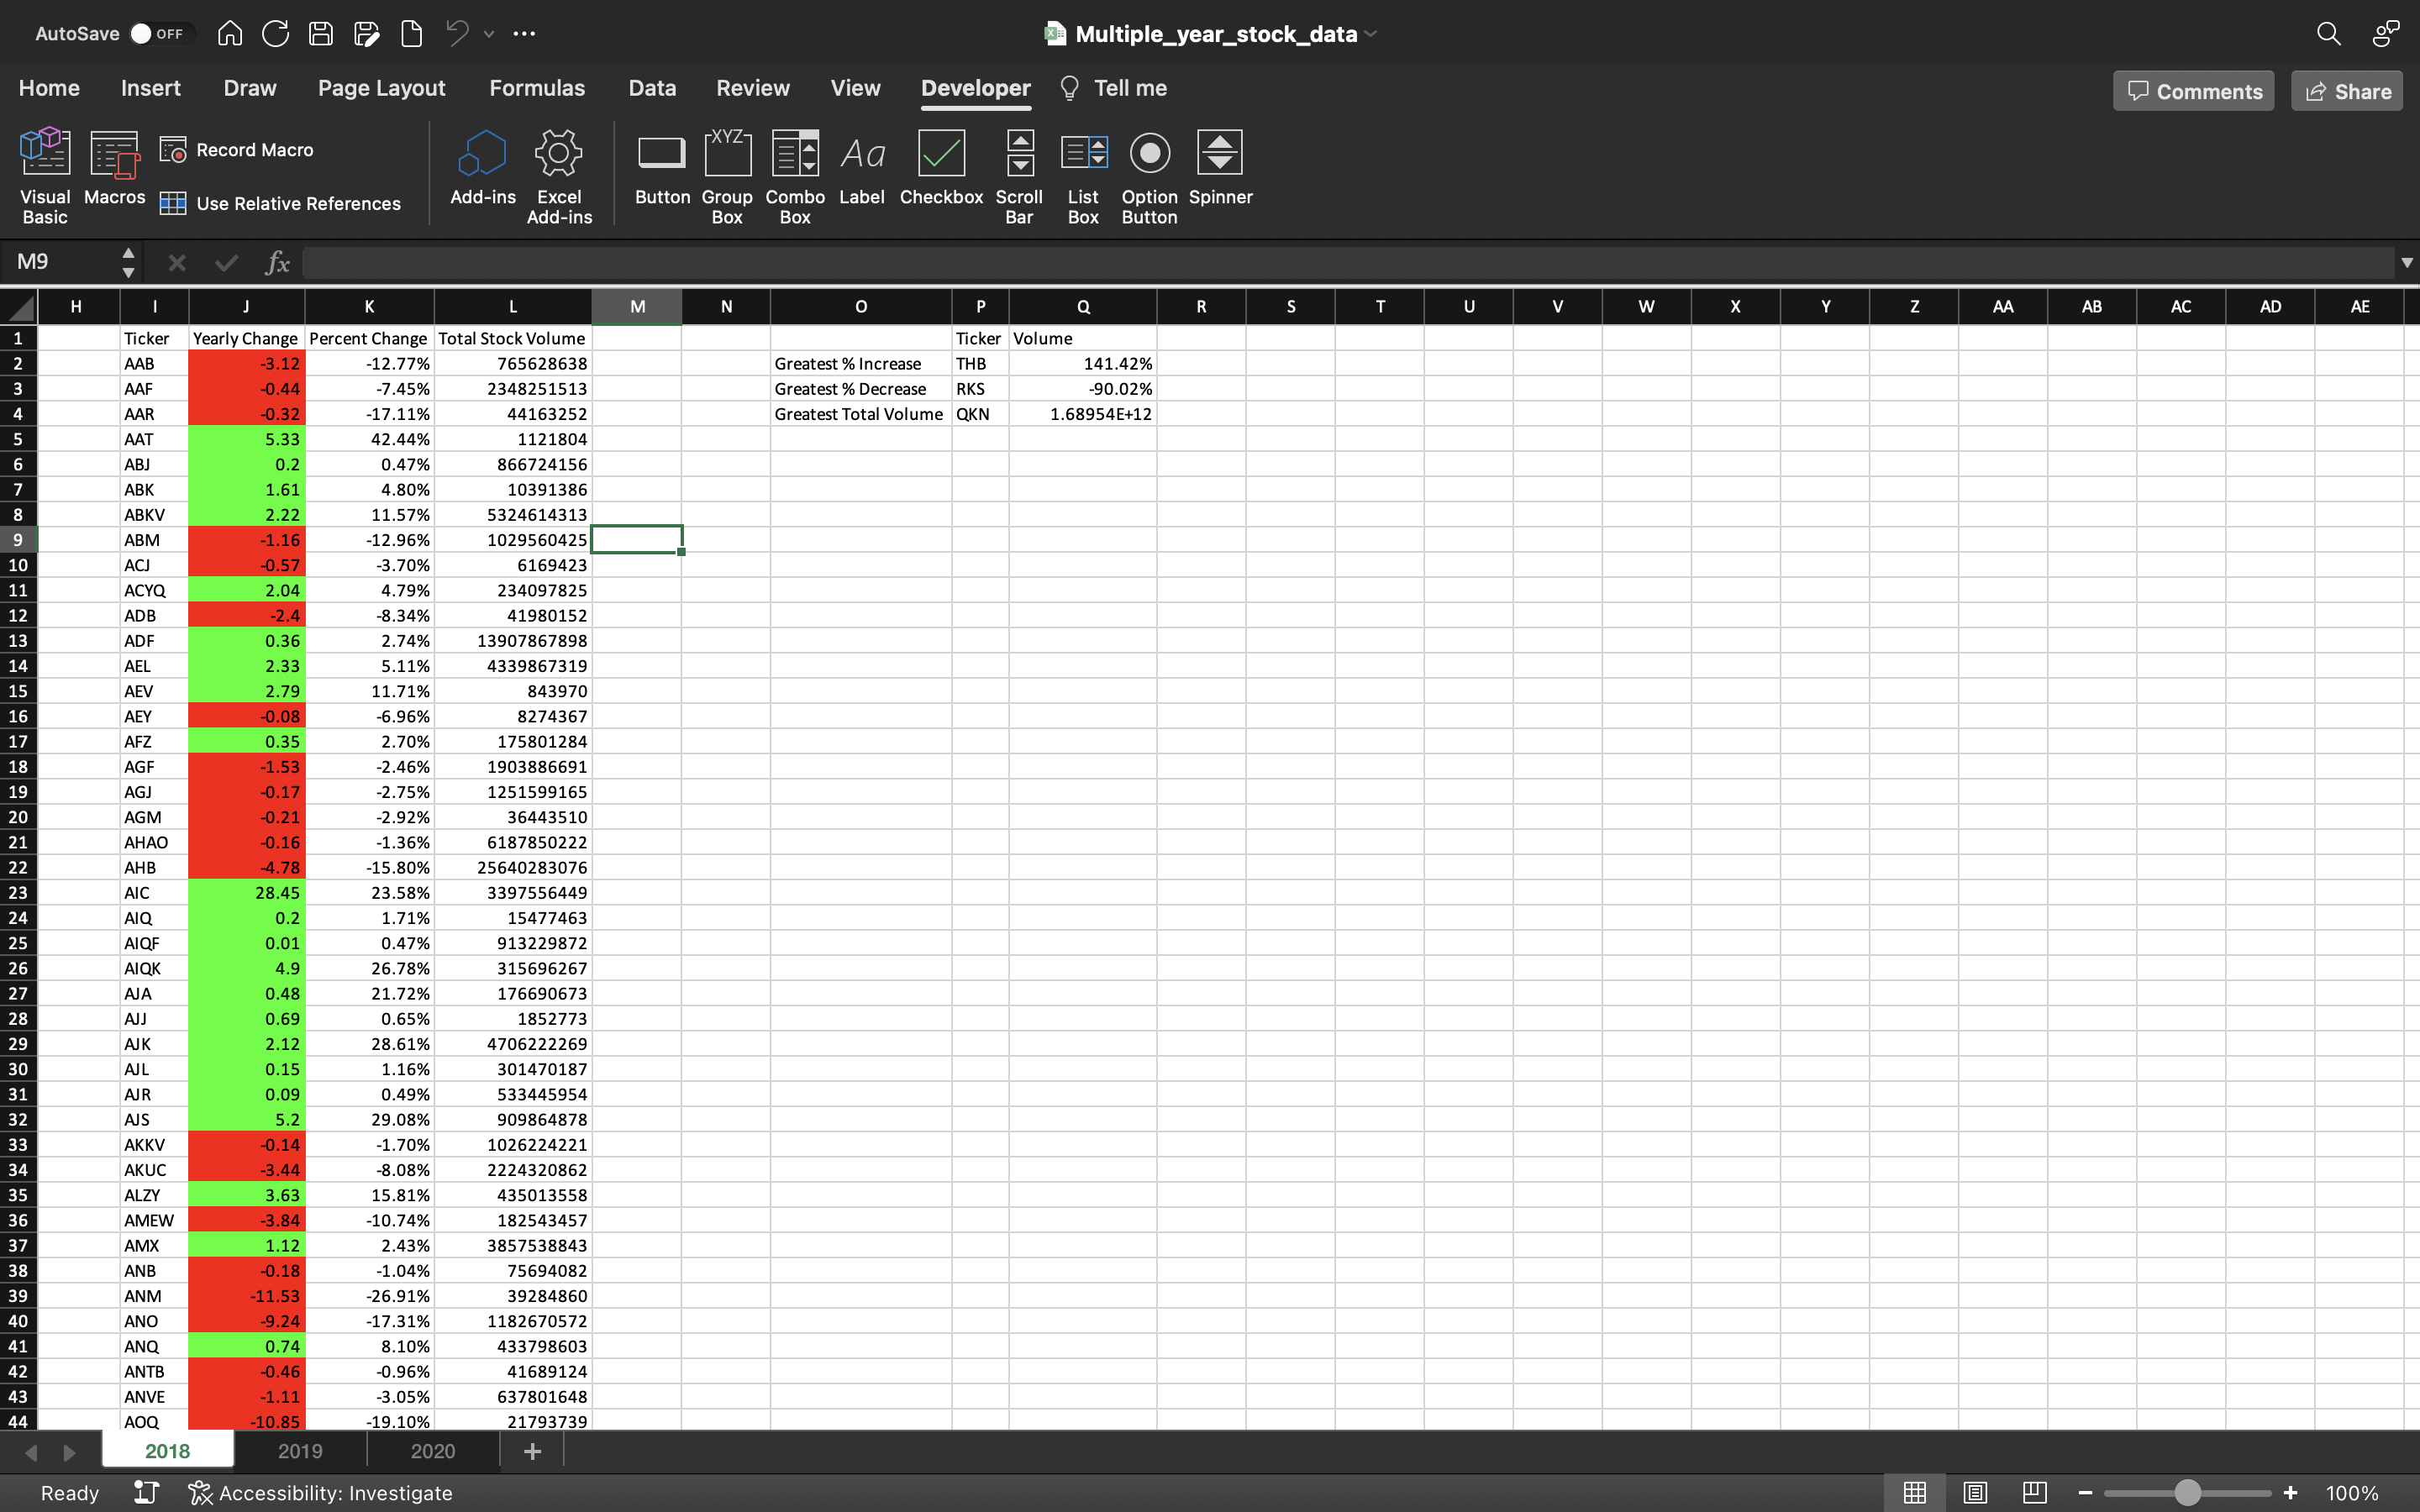 AutoSave OFF Multiple_year_stock_data
Home Insert Draw Page Layout Formulas Data Review View Developer Tell me Comments Share
Visual Basic Macros Record Macro Use Relative References Add-ins Excel Add-ins Button Group Box Combo Box Label Checkbox Scroll Bar List Box Option Button Spinner
XYZ Aa
M9 fx
H I J K L M N O P Q R S T U V W X Y Z AA AB AC AD AE
1 Ticker Yearly Change Percent Change Total Stock Volume Ticker Volume
2 AAB -3.12 -12.77% 765628638 Greatest % Increase THB 141.42%
3 AAF -0.44 -7.45% 2348251513 Greatest % Decrease RKS -90.02%
4 AAR -0.32 -17.11% 44163252 Greatest Total Volume QKN 1.68954E+12
5 AAT 5.33 42.44% 1121804
6 ABJ 0.2 0.47% 866724156
7 ABK 1.61 4.80% 10391386
8 ABKV 2.22 11.57% 5324614313
9 ABM -1.16 -12.96% 1029560425
10 ACJ -0.57 -3.70% 6169423
11 ACYQ 2.04 4.79% 234097825
12 ADB -2.4 -8.34% 41980152
13 ADF 0.36 2.74% 13907867898
14 AEL 2.33 5.11% 4339867319
15 AEV 2.79 11.71% 843970
16 AEY -0.08 -6.96% 8274367
17 AFZ 0.35 2.70% 175801284
18 AGF -1.53 -2.46% 1903886691
19 AGJ -0.17 -2.75% 1251599165
20 AGM -0.21 -2.92% 36443510
21 AHAO -0.16 -1.36% 6187850222
22 AHB -4.78 -15.80% 25640283076
23 AIC 28.45 23.58% 3397556449
24 AIQ 0.2 1.71% 15477463
25 AIQF 0.01 0.47% 913229872
26 AIQK 4.9 26.78% 315696267
27 AJA 0.48 21.72% 176690673
28 AJJ 0.69 0.65% 1852773
29 AJK 2.12 28.61% 4706222269
30 AJL 0.15 1.16% 301470187
31 AJR 0.09 0.49% 533445954
32 AJS 5.2 29.08% 909864878
33 AKKV -0.14 -1.70% 1026224221
34 AKUC -3.44 -8.08% 2224320862
35 ALZY 3.63 15.81% 435013558
36 AMEW -3.84 -10.74% 182543457
37 AMX 1.12 2.43% 3857538843
38 ANB -0.18 -1.04% 75694082
39 ANM -11.53 -26.91% 39284860
40 ANO -9.24 -17.31% 1182670572
41 ANQ 0.74 8.10% 433798603
42 ANTB -0.46 -0.96% 41689124
43 ANVE -1.11 -3.05% 637801648
44 AOQ -10.85 -19.10% 21793739
2018 2019 2020 +
Ready Accessibility: Investigate 100%